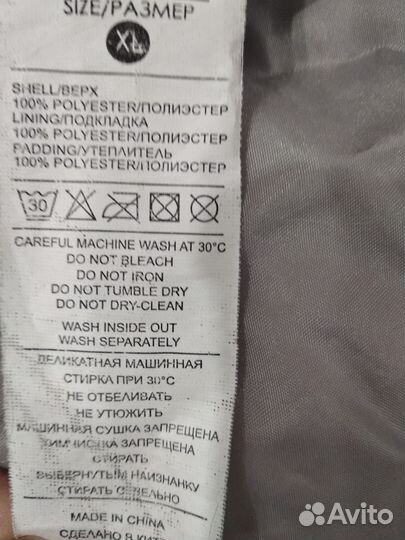 SIZE/РАЗМЕР
XL
SHELL/ВЕРХ
100% POLYESTER/ПОЛИЭСТЕР
LINING/ПОДКЛАДКА
100% POLYESTER/ПОЛИЭСТЕР
PADDING/УТЕПЛИТЕЛЬ
100% POLYESTER/ПОЛИЭСТЕР
30
CAREFUL MACHINE WASH AT 30°C
DO NOT BLEACH
DO NOT IRON
DO NOT TUMBLE DRY
DO NOT DRY-CLEAN
WASH INSIDE OUT
WASH SEPARATELY
ДЕЛИКАТНАЯ МАШИННАЯ
СТИРКА ПРИ 30°C
НЕ ОТБЕЛИВАТЬ
НЕ УТЮЖИТЬ
МАШИННАЯ СУШКА ЗАПРЕЩЕНА
ХИМЧИСТКА ЗАПРЕЩЕНА
СТИРАТЬ
ВЫВЕРНУТЫМ НАИЗНАНКУ
СТИРАТЬ ОТДЕЛЬНО
MADE IN CHINA
СДЕЛАНО В КИТ
Avito